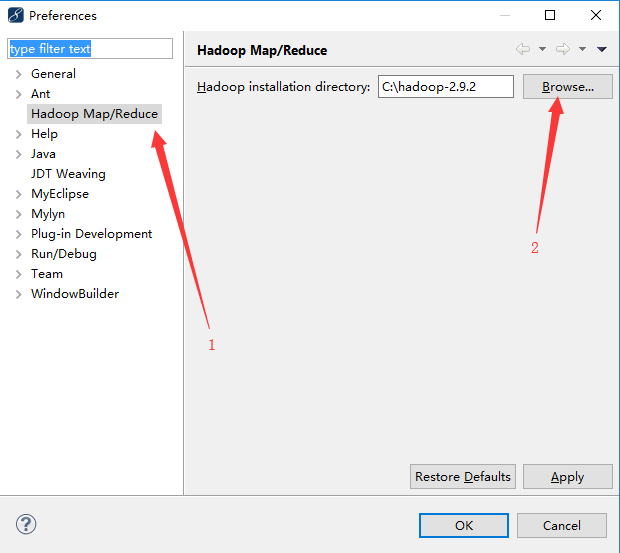 Preferences
type filter text
General
Ant
Hadoop Map/Reduce
Help
Java
JDT Weaving
MyEclipse
Mylyn
Plug-in Development
Run/Debug
Team
WindowBuilder
1
Hadoop Map/Reduce
Hadoop installation directory: C:\hadoop-2.9.2 Browse...
2
Restore Defaults Apply
? OK Cancel